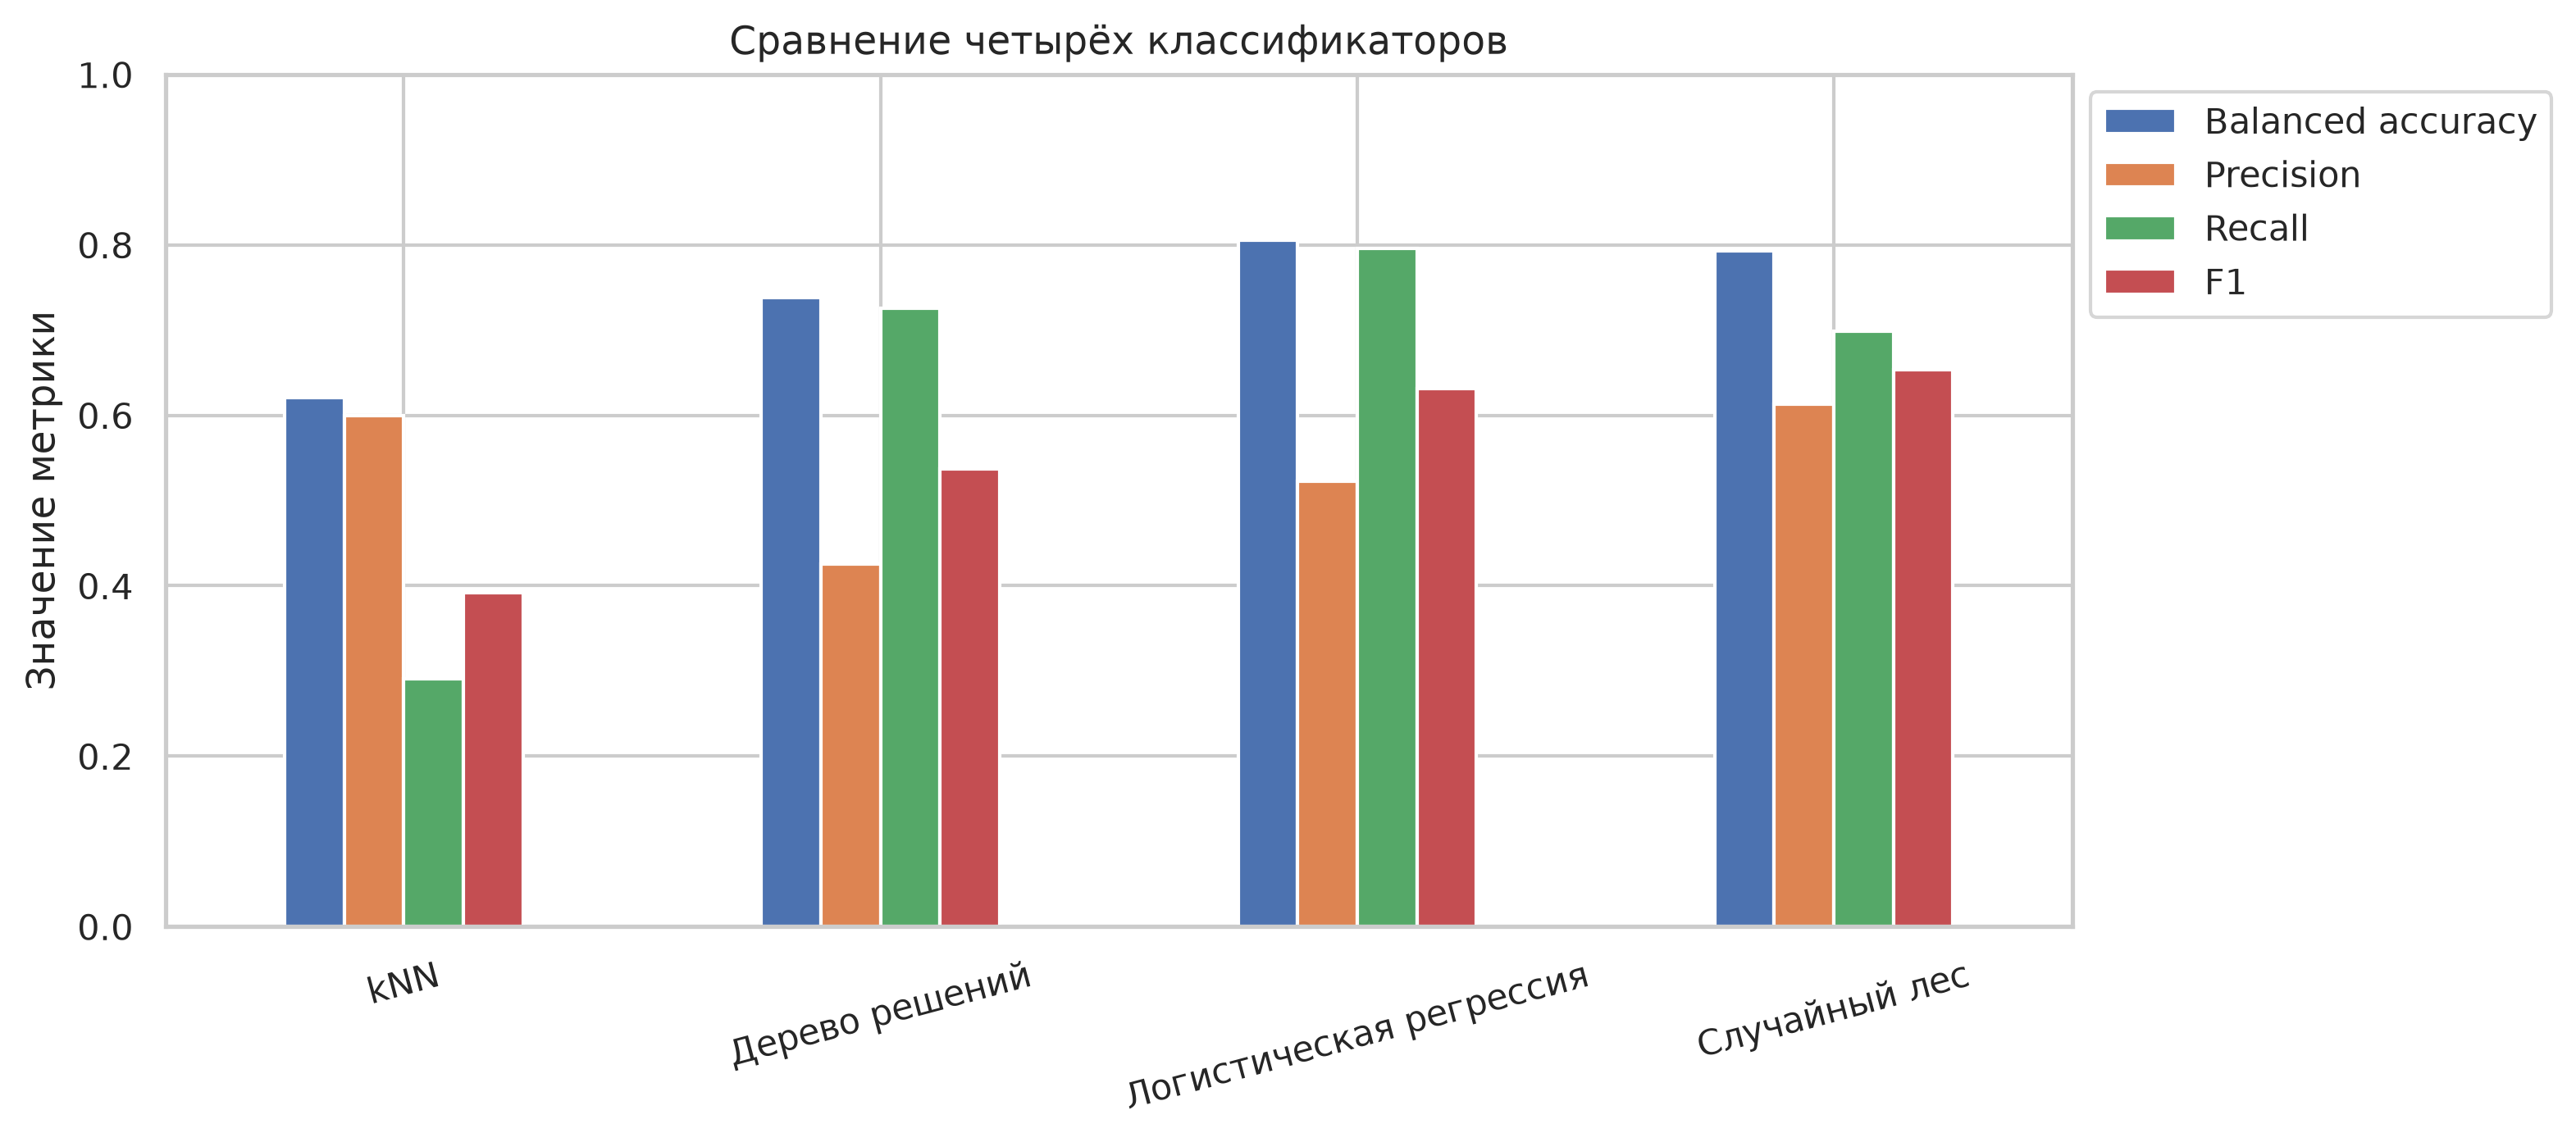 Сравнение четырёх классификаторов
1.0
0.8
0.6
0.4
0.2
0.0
Значение метрики
kNN
Дерево решений
Логистическая регрессия
Случайный лес
Balanced accuracy
Precision
Recall
F1